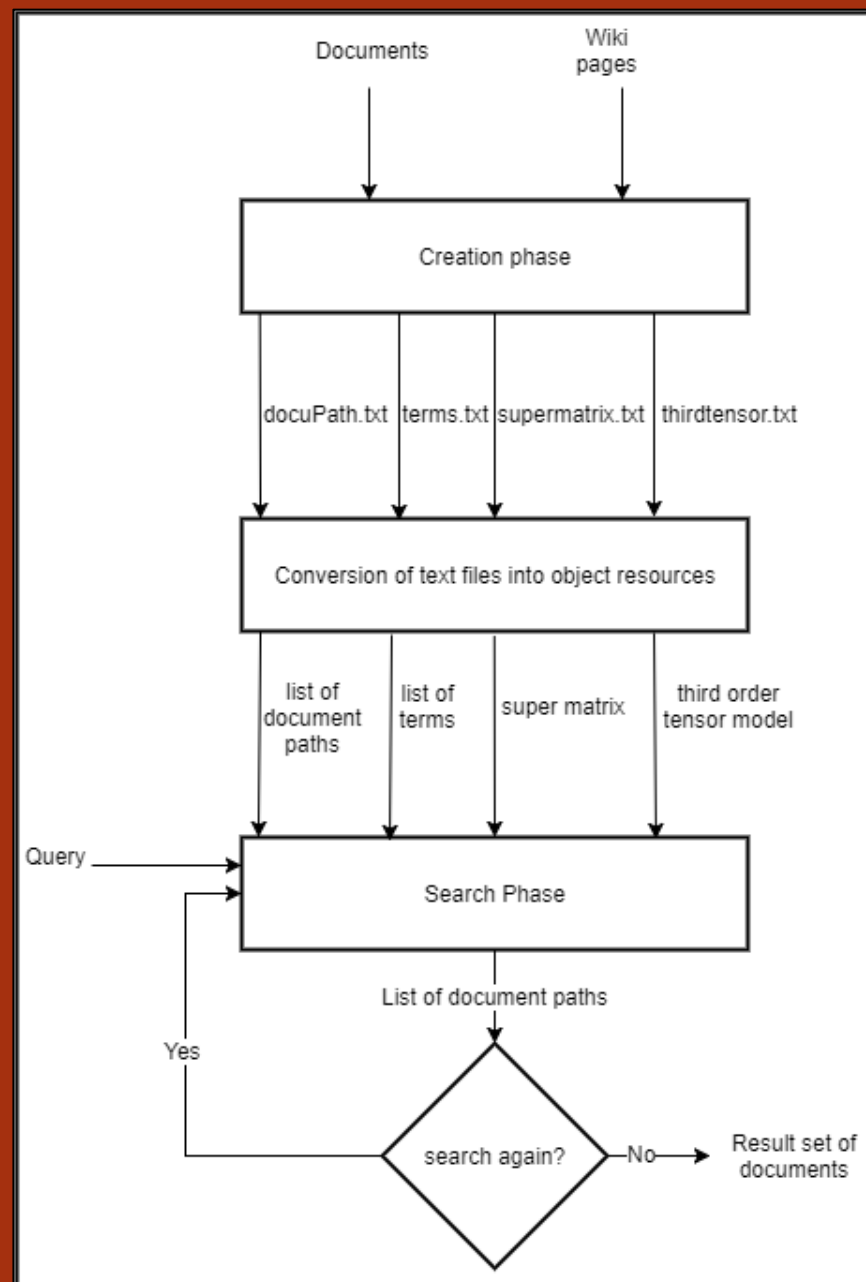 Documents
Wiki
pages
Creation phase
docuPath.txt
terms.txt
supermatrix.txt
thirdtensor.txt
Conversion of text files into object resources
list of
document
paths
list of
terms
super matrix
third order
tensor model
Query
Search Phase
List of document paths
Yes
search again?
No
Result set of
documents